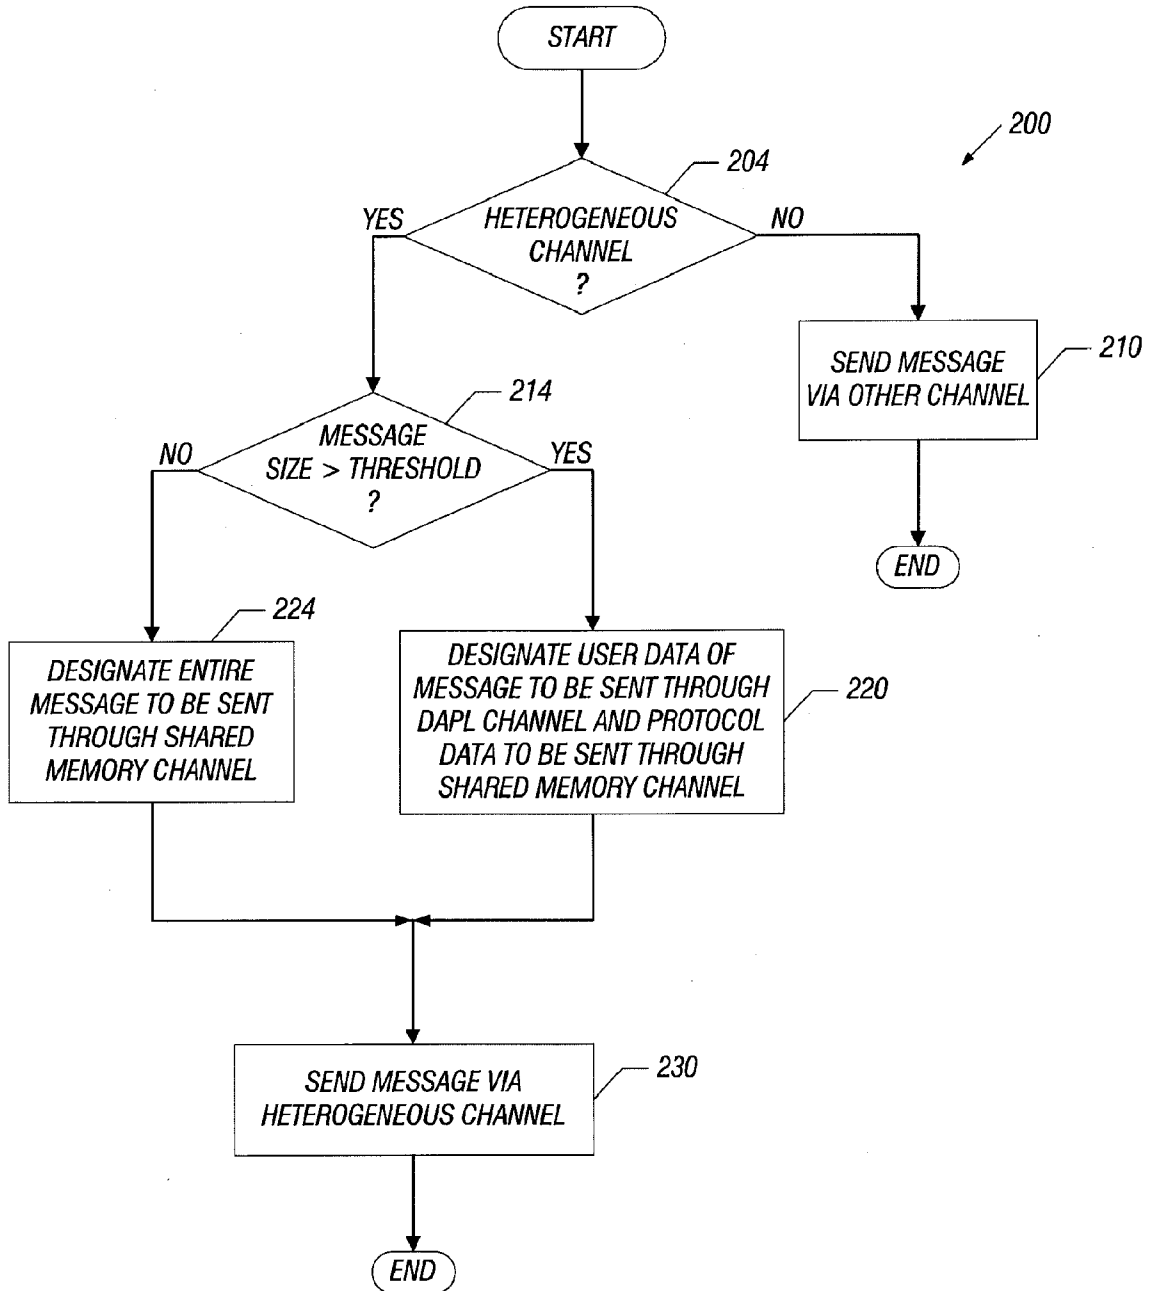 START
200
204
YES
HETEROGENEOUS
CHANNEL
?
NO
SEND MESSAGE
VIA OTHER CHANNEL
210
END
214
NO
MESSAGE
SIZE > THRESHOLD
?
YES
224
DESIGNATE ENTIRE
MESSAGE TO BE SENT
THROUGH SHARED
MEMORY CHANNEL
DESIGNATE USER DATA OF
MESSAGE TO BE SENT THROUGH
DAPL CHANNEL AND PROTOCOL
DATA TO BE SENT THROUGH
SHARED MEMORY CHANNEL
220
SEND MESSAGE VIA
HETEROGENEOUS CHANNEL
230
END